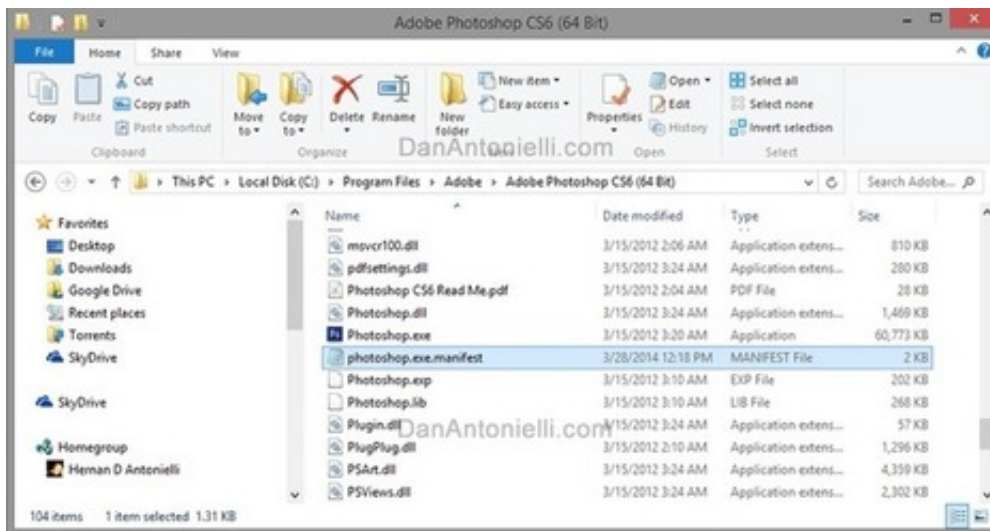 Adobe Photoshop CS6 (64 Bit)
File Home Share View
Copy
Paste
Cut
Copy path
Paste shortcut
Clipboard
Move to
Copy to
Delete
Rename
Organize
New folder
New item
Easy access
Properties
Open
Edit
History
Open
Select all
Select none
Invert selection
Select
DanAntonielli.com
This PC Local Disk (C:) Program Files Adobe Adobe Photoshop CS6 (64 Bit)
Search Adobe...
Favorites
Desktop
Downloads
Google Drive
Recent places
Torrents
SkyDrive
SkyDrive
Homegroup
Hernan D Antonielli
Name Date modified Type Size
msvcr100.dll 3/15/2012 2:06 AM Application extens... 810 KB
pdfsettings.dll 3/15/2012 3:24 AM Application extens... 280 KB
Photoshop CS6 Read Me.pdf 3/15/2012 2:04 AM PDF File 28 KB
Photoshop.dll 3/15/2012 3:24 AM Application extens... 1,469 KB
Photoshop.exe 3/15/2012 3:20 AM Application 60,773 KB
photoshop.exe.manifest 3/28/2014 12:18 PM MANIFEST File 2 KB
Photoshop.exp 3/15/2012 3:10 AM EXP File 202 KB
Photoshop.lib 3/15/2012 3:10 AM LIB File 268 KB
Plugin.dll 3/15/2012 3:24 AM Application extens... 57 KB
PlugPlug.dll 3/15/2012 2:10 AM Application extens... 1,296 KB
PSArt.dll 3/15/2012 3:24 AM Application extens... 4,359 KB
PSViews.dll 3/15/2012 3:24 AM Application extens... 2,302 KB
DanAntonielli.com
104 items 1 item selected 1.31 KB